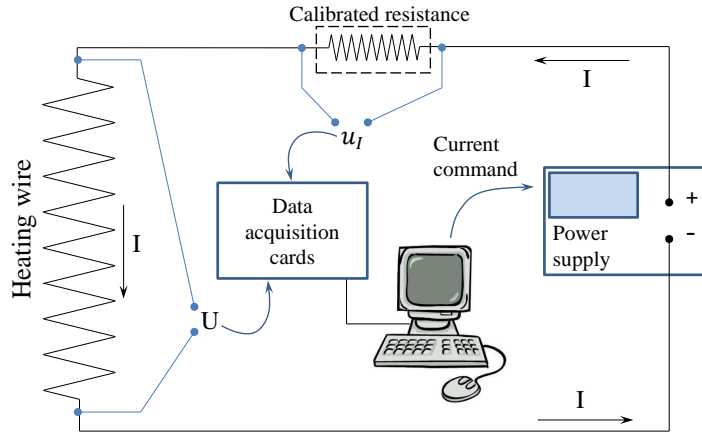 Calibrated resistance
I
u_I
Current
command
Heating wire
I
Data
acquisition
cards
+
-
Power
supply
U
I